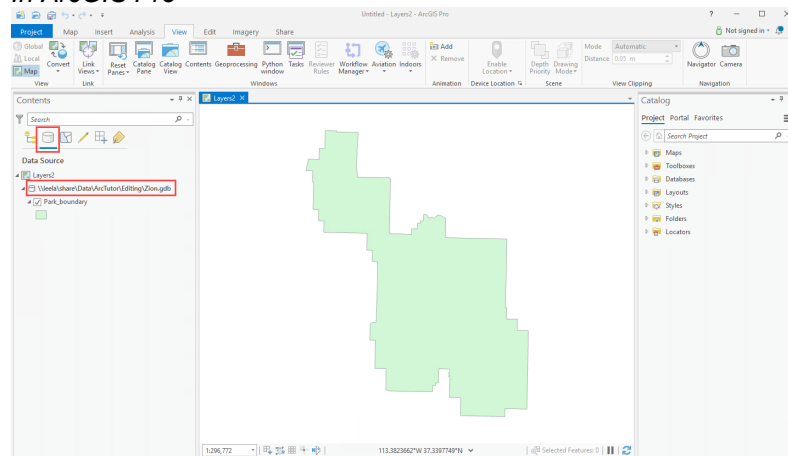 in ArcGIS Pro
Untitled - Layers2 - ArcGIS Pro
?
Project Map Insert Analysis View Edit Imagery Share
Not signed in
Global
Local
Map
Convert
Link Views
Reset Panes
Catalog Pane
Catalog View
Contents
Geoprocessing
Python window
Tasks
Reviewer Rules
Workflow Manager
Aviation
Indoors
Add
Remove
Enable Location
Depth Priority
Drawing Mode
Mode Automatic
Distance 0.05 m
Navigator
Camera
View
Link
Windows
Animation
Device Location
Scene
View Clipping
Navigation
Contents
Search
Data Source
Layers2
\\leela\share\Data\ArcTutor\Editing\Zion.gdb
Park_boundary
Layers2
1:296,772
113.3823662°W 37.3397749°N
Selected Features: 0
Catalog
Project Portal Favorites
Search Project
Maps
Toolboxes
Databases
Layouts
Styles
Folders
Locators